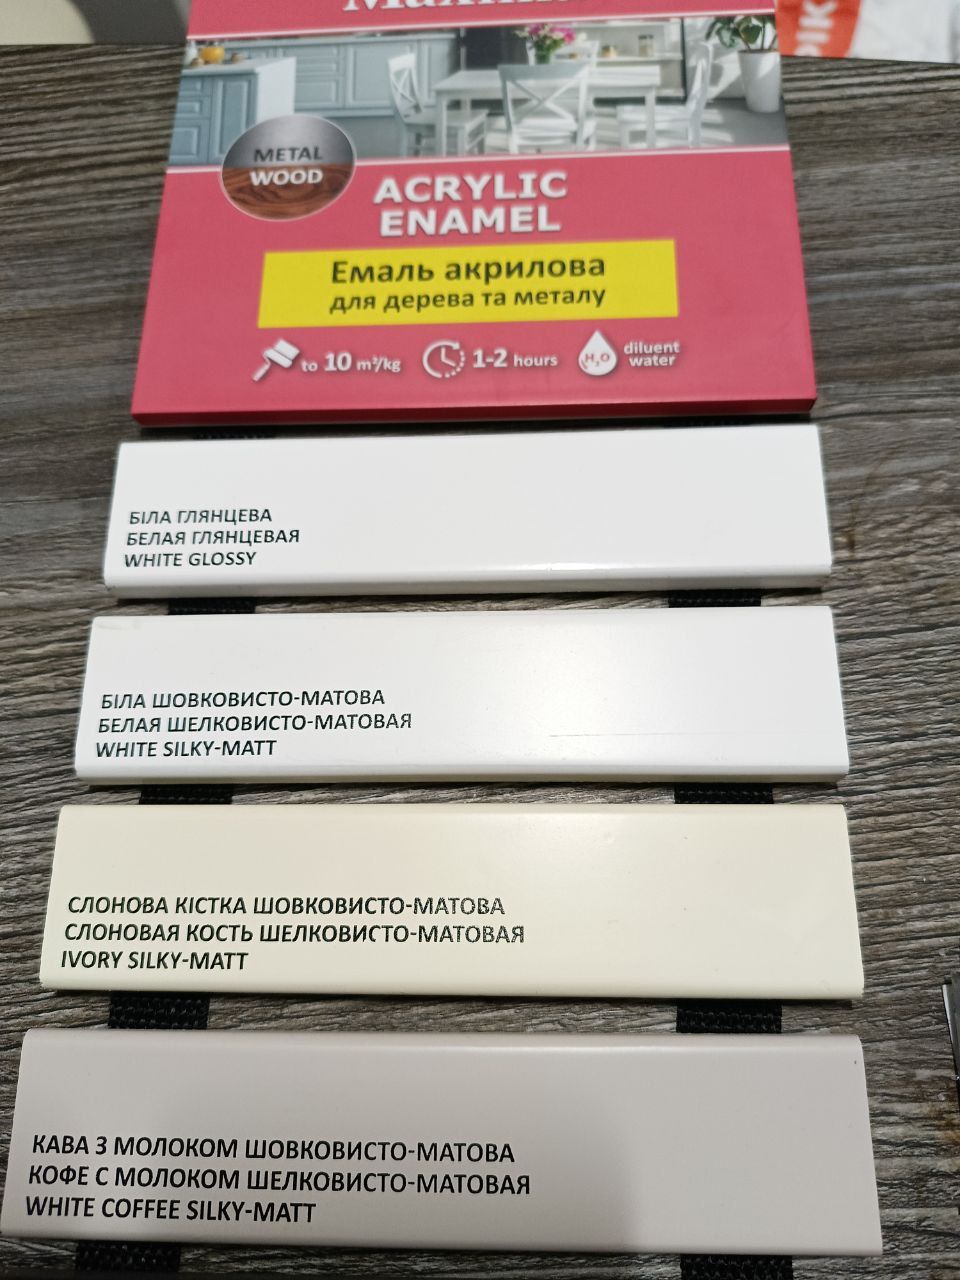 METAL
WOOD
ACRYLIC
ENAMEL
Емаль акрилова
для дерева та металу
to 10 m²/kg
1-2 hours
H₂O
diluent
water
БІЛА ГЛЯНЦЕВА
БЕЛАЯ ГЛЯНЦЕВАЯ
WHITE GLOSSY
БІЛА ШОВКОВИСТО-МАТОВА
БЕЛАЯ ШЕЛКОВИСТО-МАТОВАЯ
WHITE SILKY-MATT
СЛОНОВА КІСТКА ШОВКОВИСТО-МАТОВА
СЛОНОВАЯ КОСТЬ ШЕЛКОВИСТО-МАТОВАЯ
IVORY SILKY-MATT
КАВА З МОЛОКОМ ШОВКОВИСТО-МАТОВА
КОФЕ С МОЛОКОМ ШЕЛКОВИСТО-МАТОВАЯ
WHITE COFFEE SILKY-MATT